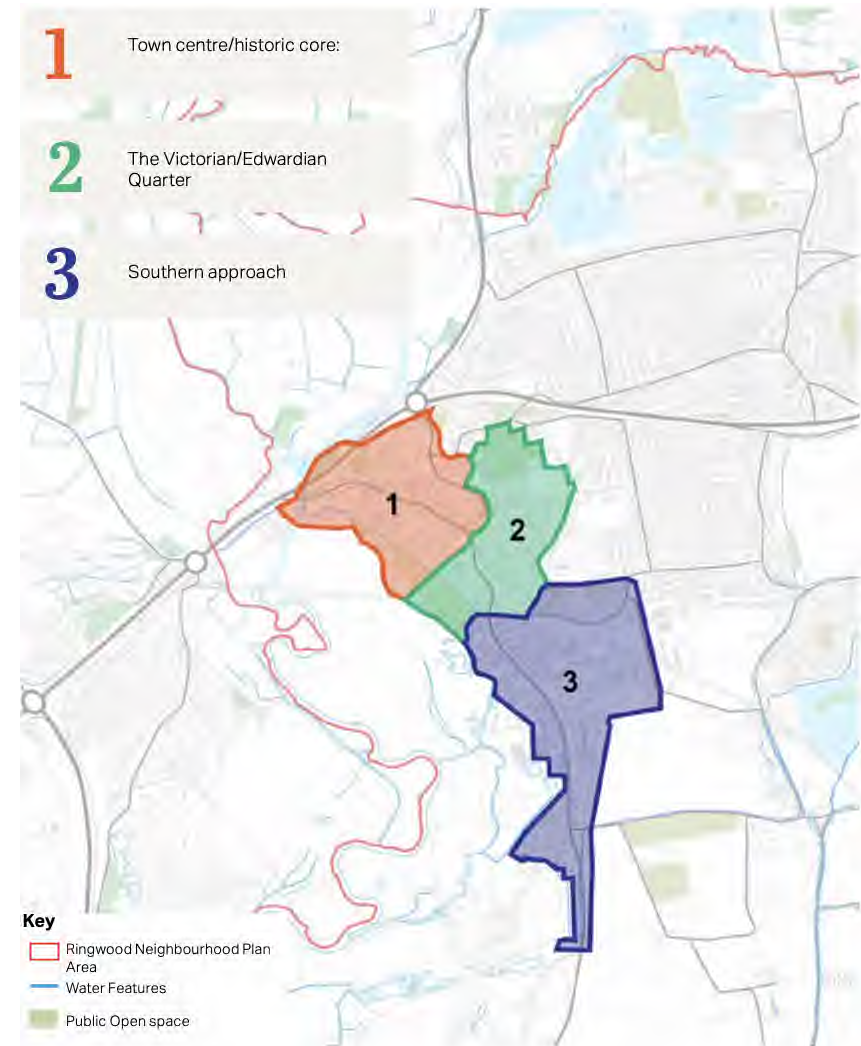 1
Town centre/historic core:
2
The Victorian/Edwardian
Quarter
3
Southern approach
1
2
3
Key
Ringwood Neighbourhood Plan
Area
Water Features
Public Open space